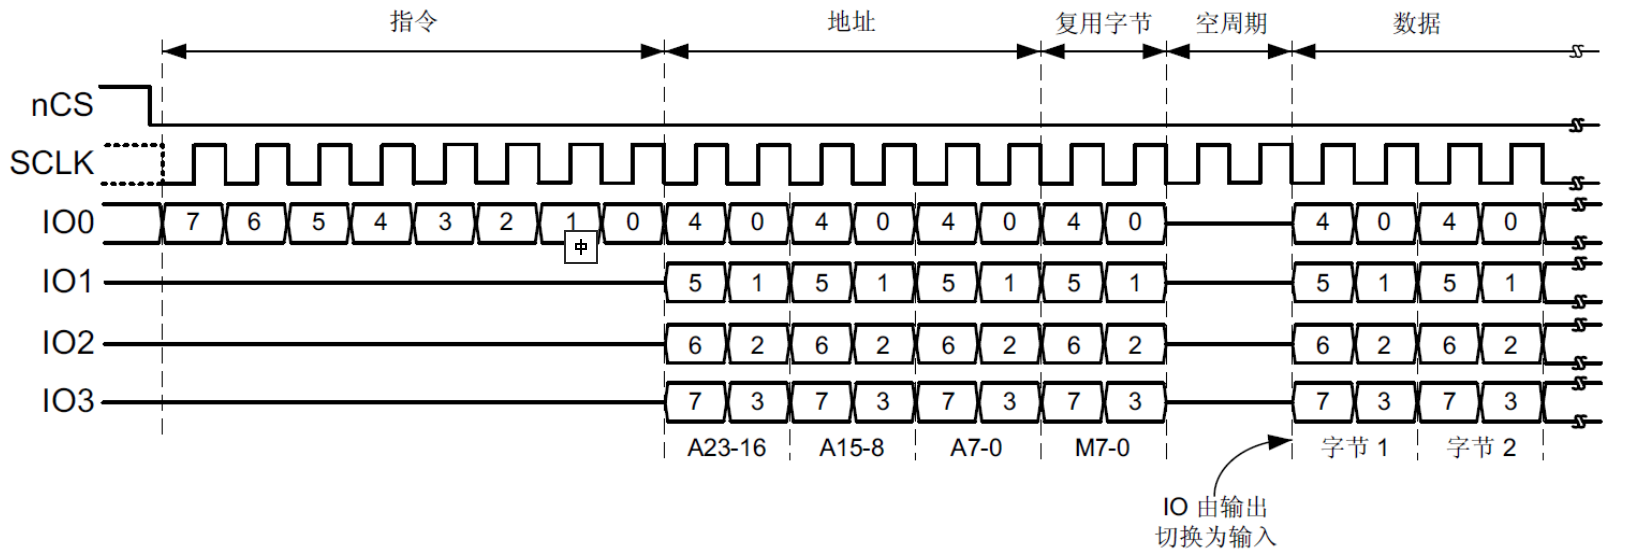 指令 地址 复用字节 空周期 数据
nCS
SCLK
IO0 7 6 5 4 3 2 1 0 4 0 4 0 4 0 4 0 4 0 4 0
中
IO1 5 1 5 1 5 1 5 1 5 1 5 1
IO2 6 2 6 2 6 2 6 2 6 2 6 2
IO3 7 3 7 3 7 3 7 3 7 3 7 3
A23-16 A15-8 A7-0 M7-0 字节 1 字节 2
IO 由输出
切换为输入